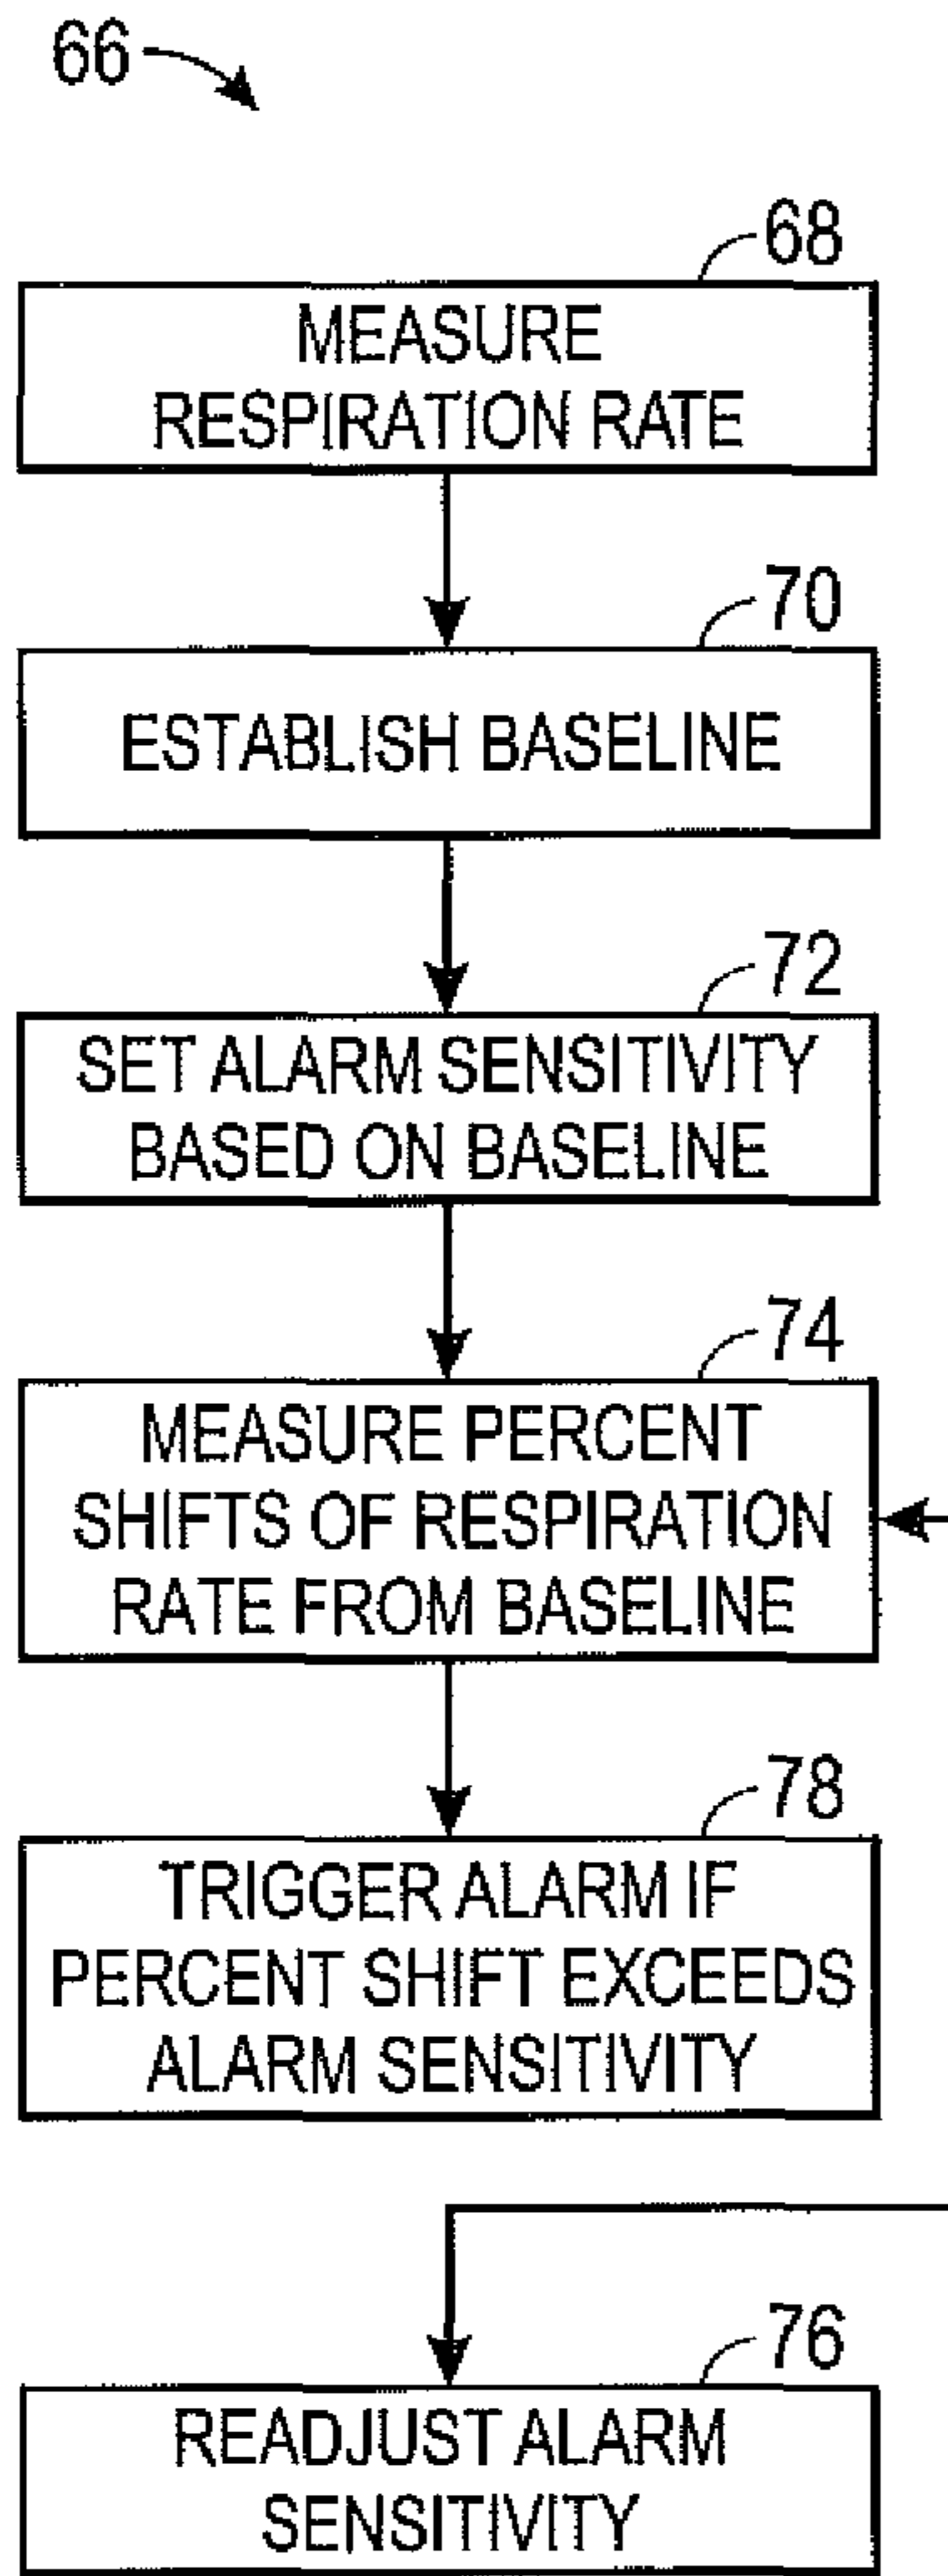 66
68
MEASURE
RESPIRATION RATE
70
ESTABLISH BASELINE
72
SET ALARM SENSITIVITY
BASED ON BASELINE
74
MEASURE PERCENT
SHIFTS OF RESPIRATION
RATE FROM BASELINE
78
TRIGGER ALARM IF
PERCENT SHIFT EXCEEDS
ALARM SENSITIVITY
76
READJUST ALARM
SENSITIVITY